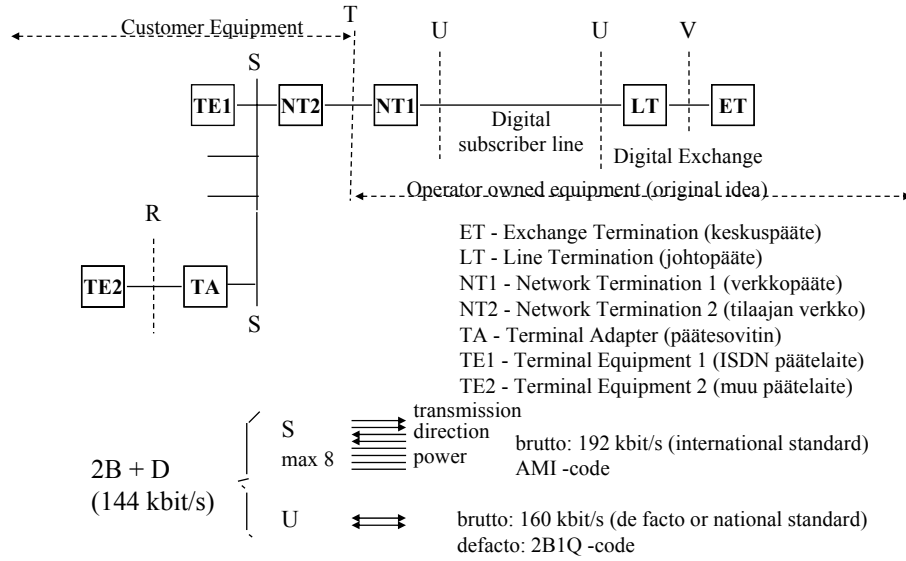 Customer Equipment
T
U
U
V
S
TE1
NT2
NT1
LT
ET
Digital
subscriber line
Digital Exchange
Operator owned equipment (original idea)
R
ET - Exchange Termination (keskuspääte)
LT - Line Termination (johtopääte)
NT1 - Network Termination 1 (verkkopääte)
NT2 - Network Termination 2 (tilaajan verkko)
TA - Terminal Adapter (päätesovitin)
TE1 - Terminal Equipment 1 (ISDN päätelaite)
TE2 - Terminal Equipment 2 (muu päätelaite)
TE2
TA
S
2B + D
(144 kbit/s)
S
max 8
transmission
direction
power
brutto: 192 kbit/s (international standard)
AMI -code
U
brutto: 160 kbit/s (de facto or national standard)
defacto: 2B1Q -code